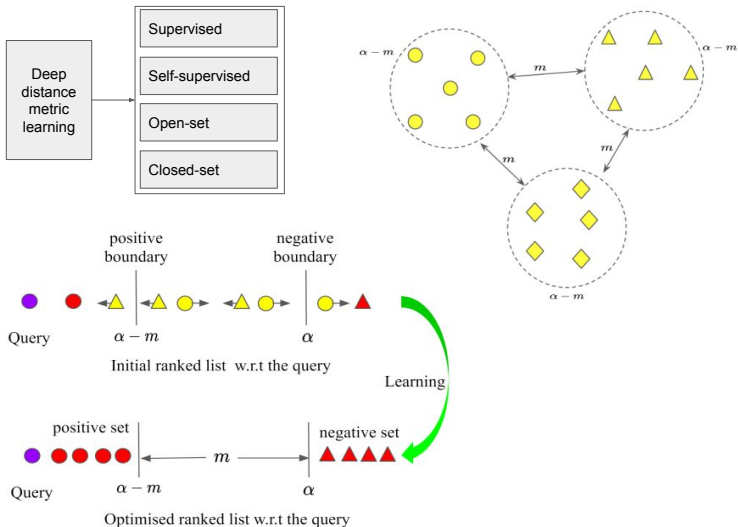 Deep
distance
metric
learning
Supervised
Self-supervised
Open-set
Closed-set
α − m
α − m
m
m
m
α − m
positive
boundary
negative
boundary
Query
α − m
α
Initial ranked list w.r.t the query
Learning
positive set
negative set
m
Query
α − m
α
Optimised ranked list w.r.t the query